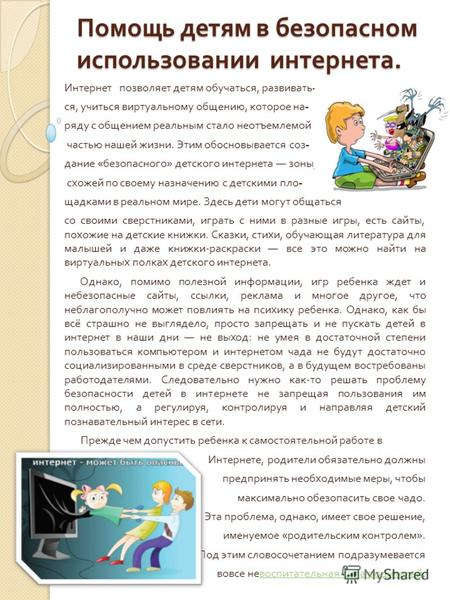 Помощь детям в безопасном
использовании интернета.
Интернет позволяет детям обучаться, развивать-
ся, учиться виртуальному общению, которое на-
ряду с общением реальным стало неотъемлемой
частью нашей жизни. Этим обосновывается соз-
дание «безопасного» детского интернета — зоны,
схожей по своему назначению с детскими пло-
щадками в реальном мире. Здесь дети могут общаться
со своими сверстниками, играть с ними в разные игры, есть сайты,
похожие на детские книжки. Сказки, стихи, обучающая литература для
малышей и даже книжки-раскраски — все это можно найти на
виртуальных полках детского интернета.
Однако, помимо полезной информации, игр ребенка ждет и
небезопасные сайты, ссылки, реклама и многое другое, что
неблагополучно может повлиять на психику ребенка. Однако, как бы
всё страшно не выглядело, просто запрещать и не пускать детей в
интернет в наши дни — не выход: не умея в достаточной степени
пользоваться компьютером и интернетом чада не будут достаточно
социализированными в среде сверстников, а в будущем востребованы
работодателями. Следовательно нужно как-то решать проблему
безопасности детей в интернете не запрещая пользования им
полностью, а регулируя, контролируя и направляя детский
познавательный интерес в сети.
Прежде чем допустить ребенка к самостоятельной работе в
Интернете, родители обязательно должны
предпринять необходимые меры, чтобы
максимально обезопасить свое чадо.
Эта проблема, однако, имеет свое решение,
именуемое «родительским контролем».
Под этим словосочетанием подразумевается
вовсе не воспитательная
интернет - может быть опасны
MyShared